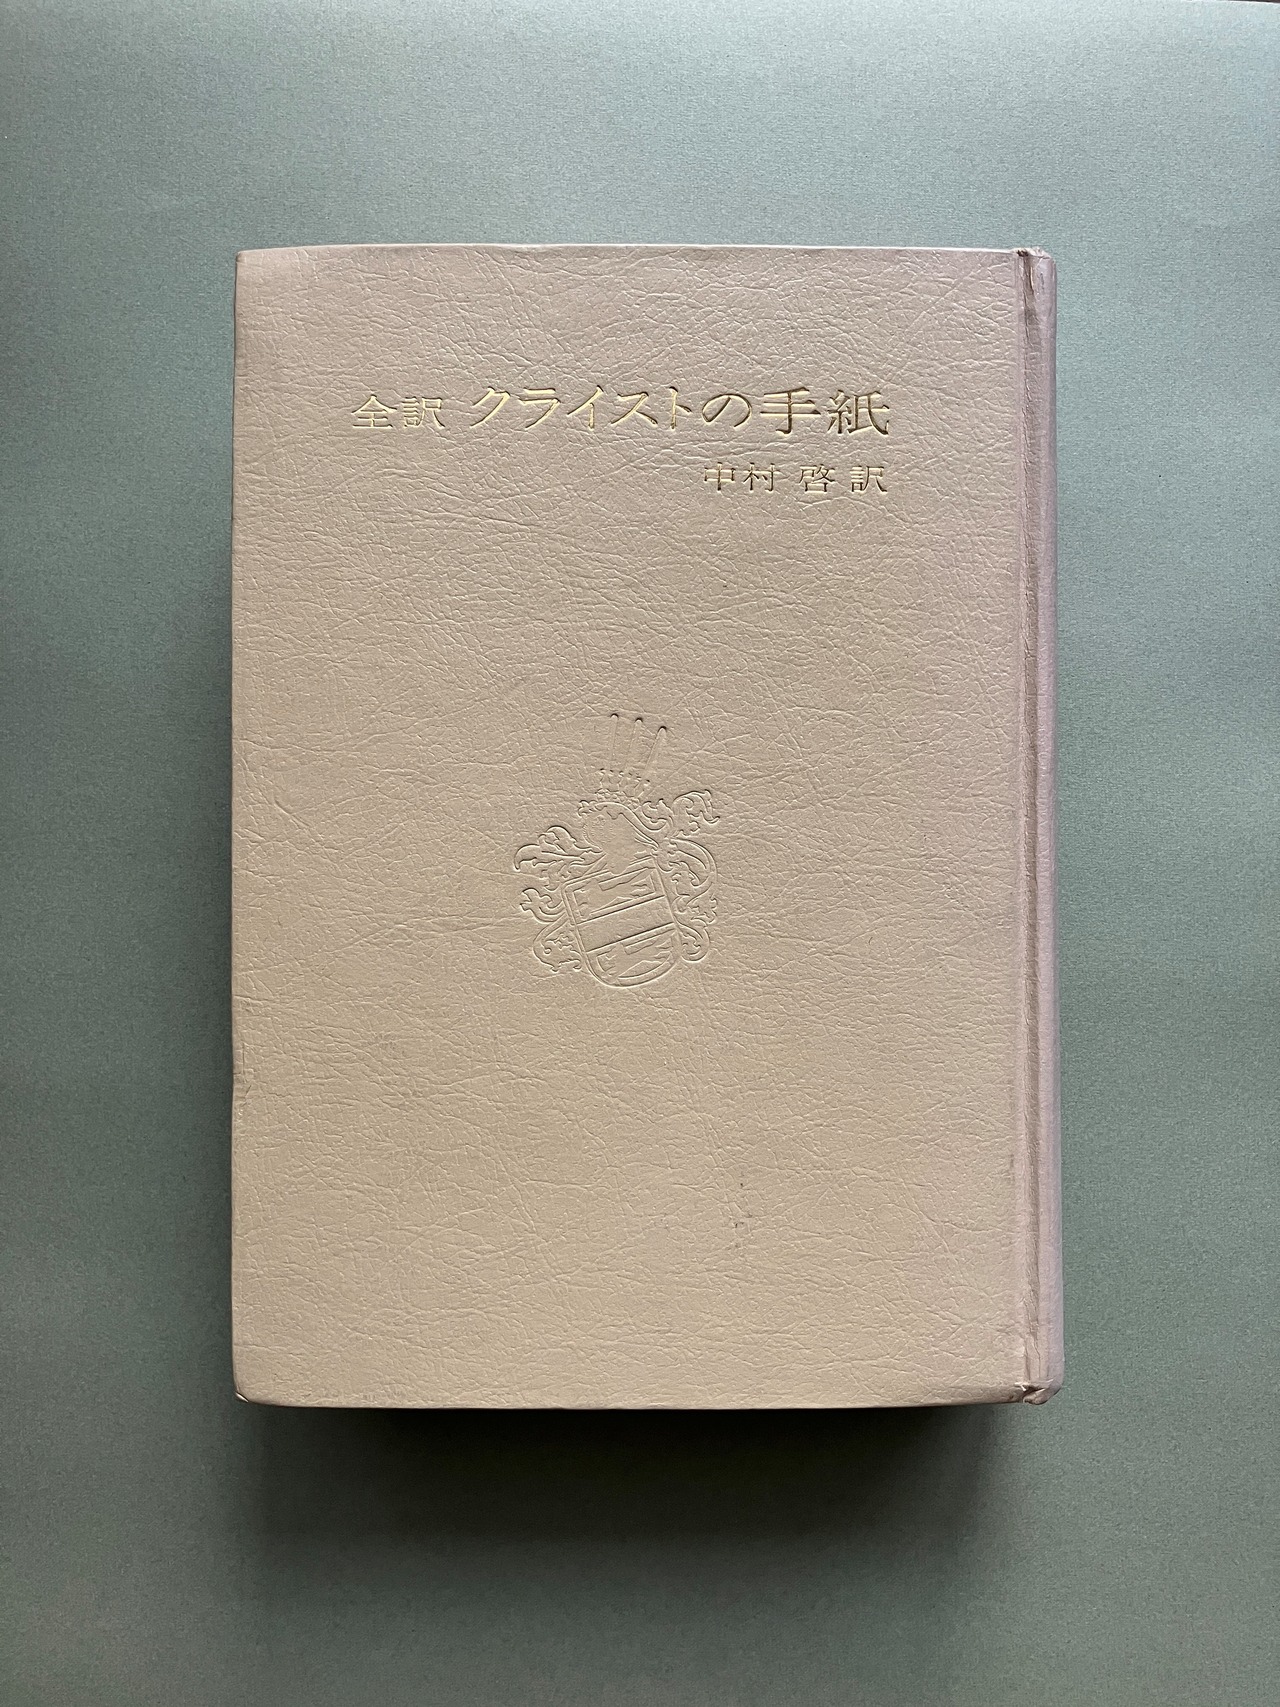 全訳 クライストの手紙
中村 啓 訳